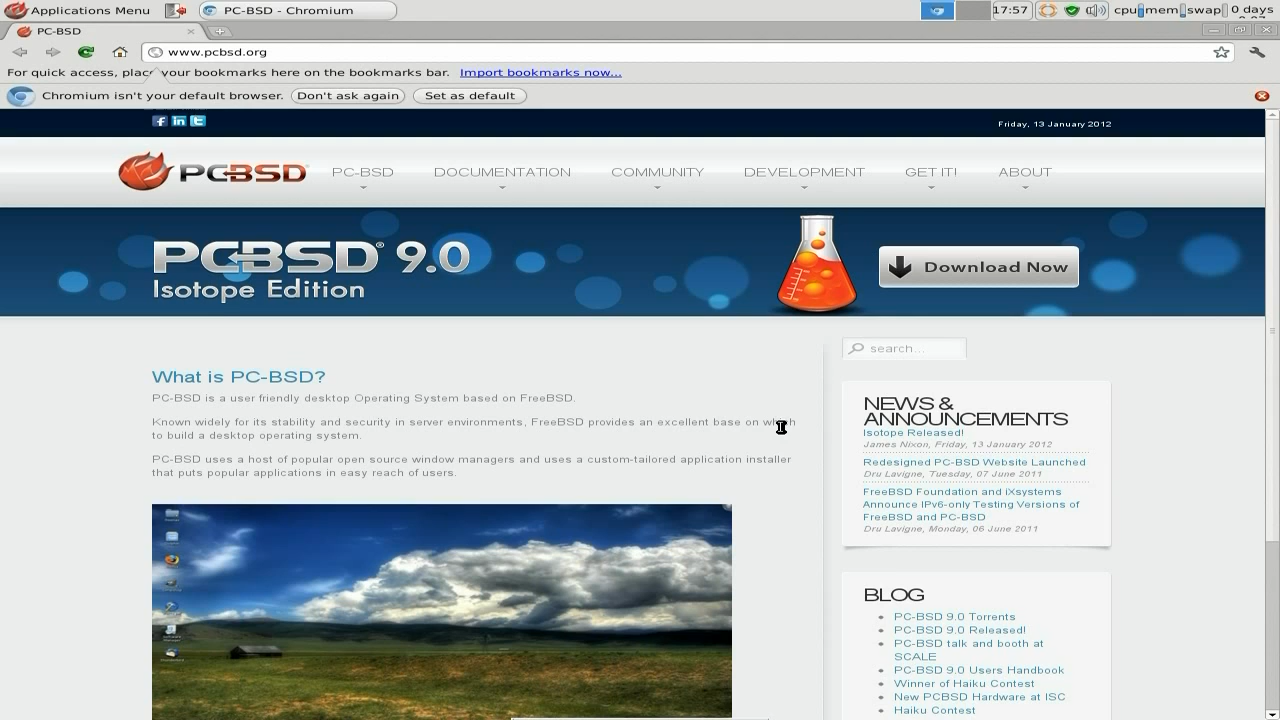 Applications Menu
PC-BSD - Chromium
17:57
cpu mem swap 0 days
PC-BSD
www.pcbsd.org
For quick access, place your bookmarks here on the bookmarks bar. Import bookmarks now...
Chromium isn't your default browser. Don't ask again Set as default
Friday, 13 January 2012
PCBSD PC-BSD DOCUMENTATION COMMUNITY DEVELOPMENT GET IT! ABOUT
PCBSD® 9.0
Isotope Edition
Download Now
search...
What is PC-BSD?
PC-BSD is a user friendly desktop Operating System based on FreeBSD.
Known widely for its stability and security in server environments, FreeBSD provides an excellent base on which
to build a desktop operating system.
PC-BSD uses a host of popular open source window managers and uses a custom-tailored application installer
that puts popular applications in easy reach of users.
NEWS &
ANNOUNCEMENTS
Isotope Released!
James Nixon, Friday, 13 January 2012
Redesigned PC-BSD Website Launched
Dru Lavigne, Tuesday, 07 June 2011
FreeBSD Foundation and iXsystems
Announce IPv6-only Testing Versions of
FreeBSD and PC-BSD
Dru Lavigne, Monday, 06 June 2011
BLOG
PC-BSD 9.0 Torrents
PC-BSD 9.0 Released!
PC-BSD talk and booth at
SCALE
PC-BSD 9.0 Users Handbook
Winner of Haiku Contest
New PCBSD Hardware at ISC
Haiku Contest